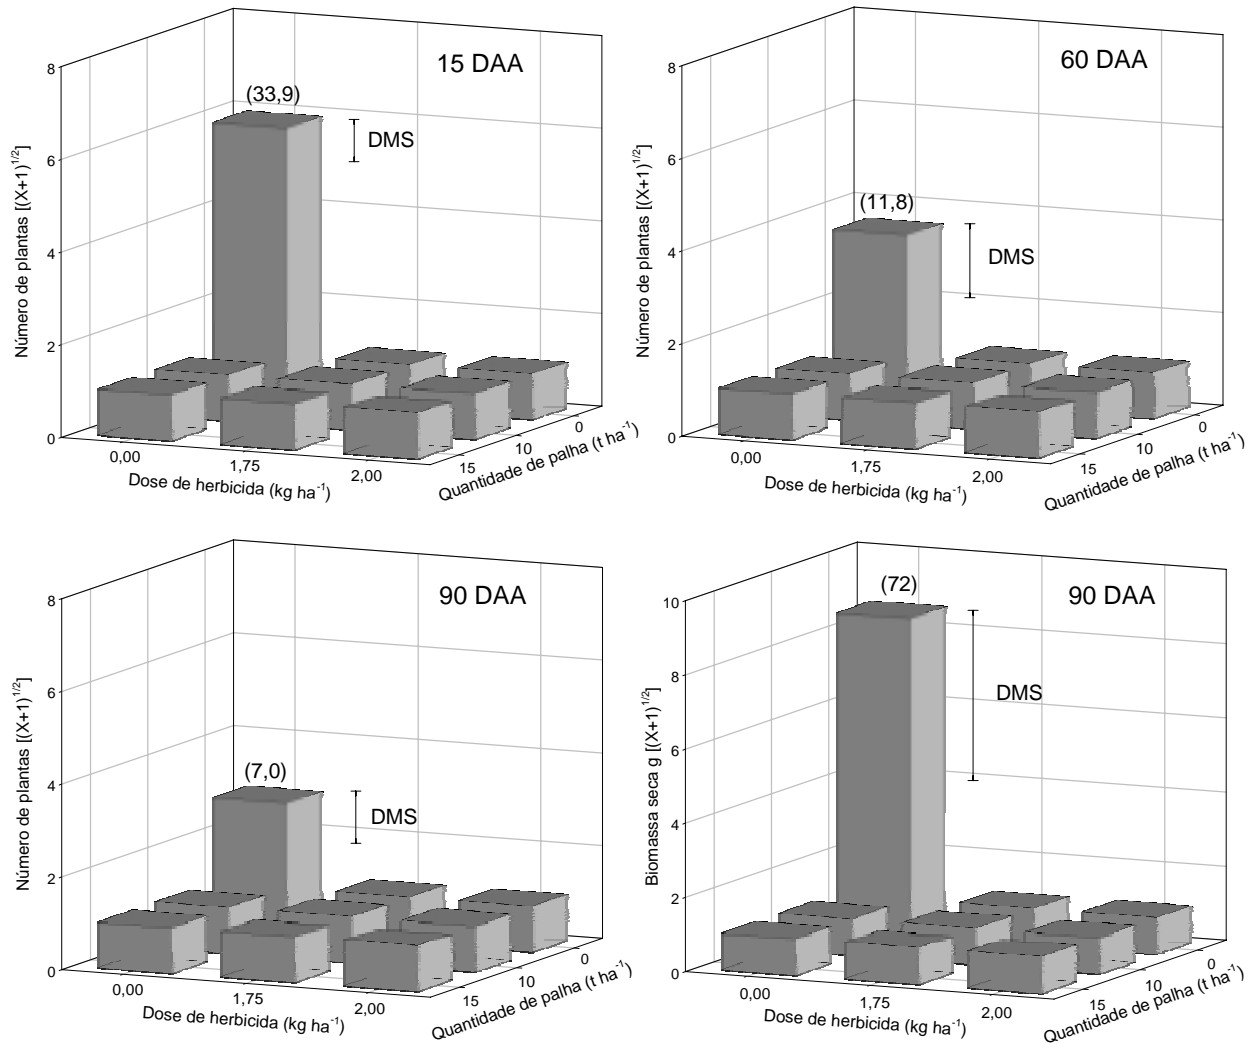 15 DAA
(33,9)
DMS
Número de plantas [(X+1)^1/2]
8
6
4
2
0
0,00
1,75
2,00
Dose de herbicida (kg ha^-1)
15
10
0
Quantidade de palha (t ha^-1)
60 DAA
(11,8)
DMS
Número de plantas [(X+1)^1/2]
8
6
4
2
0
0,00
1,75
2,00
Dose de herbicida (kg ha^-1)
15
10
0
Quantidade de palha (t ha^-1)
90 DAA
(7,0)
DMS
Número de plantas [(X+1)^1/2]
8
6
4
2
0
0,00
1,75
2,00
Dose de herbicida (kg ha^-1)
15
10
0
Quantidade de palha (t ha^-1)
90 DAA
(72)
DMS
Biomassa seca g [(X+1)^1/2]
10
8
6
4
2
0
0,00
1,75
2,00
Dose de herbicida (kg ha^-1)
15
10
0
Quantidade de palha (t ha^-1)